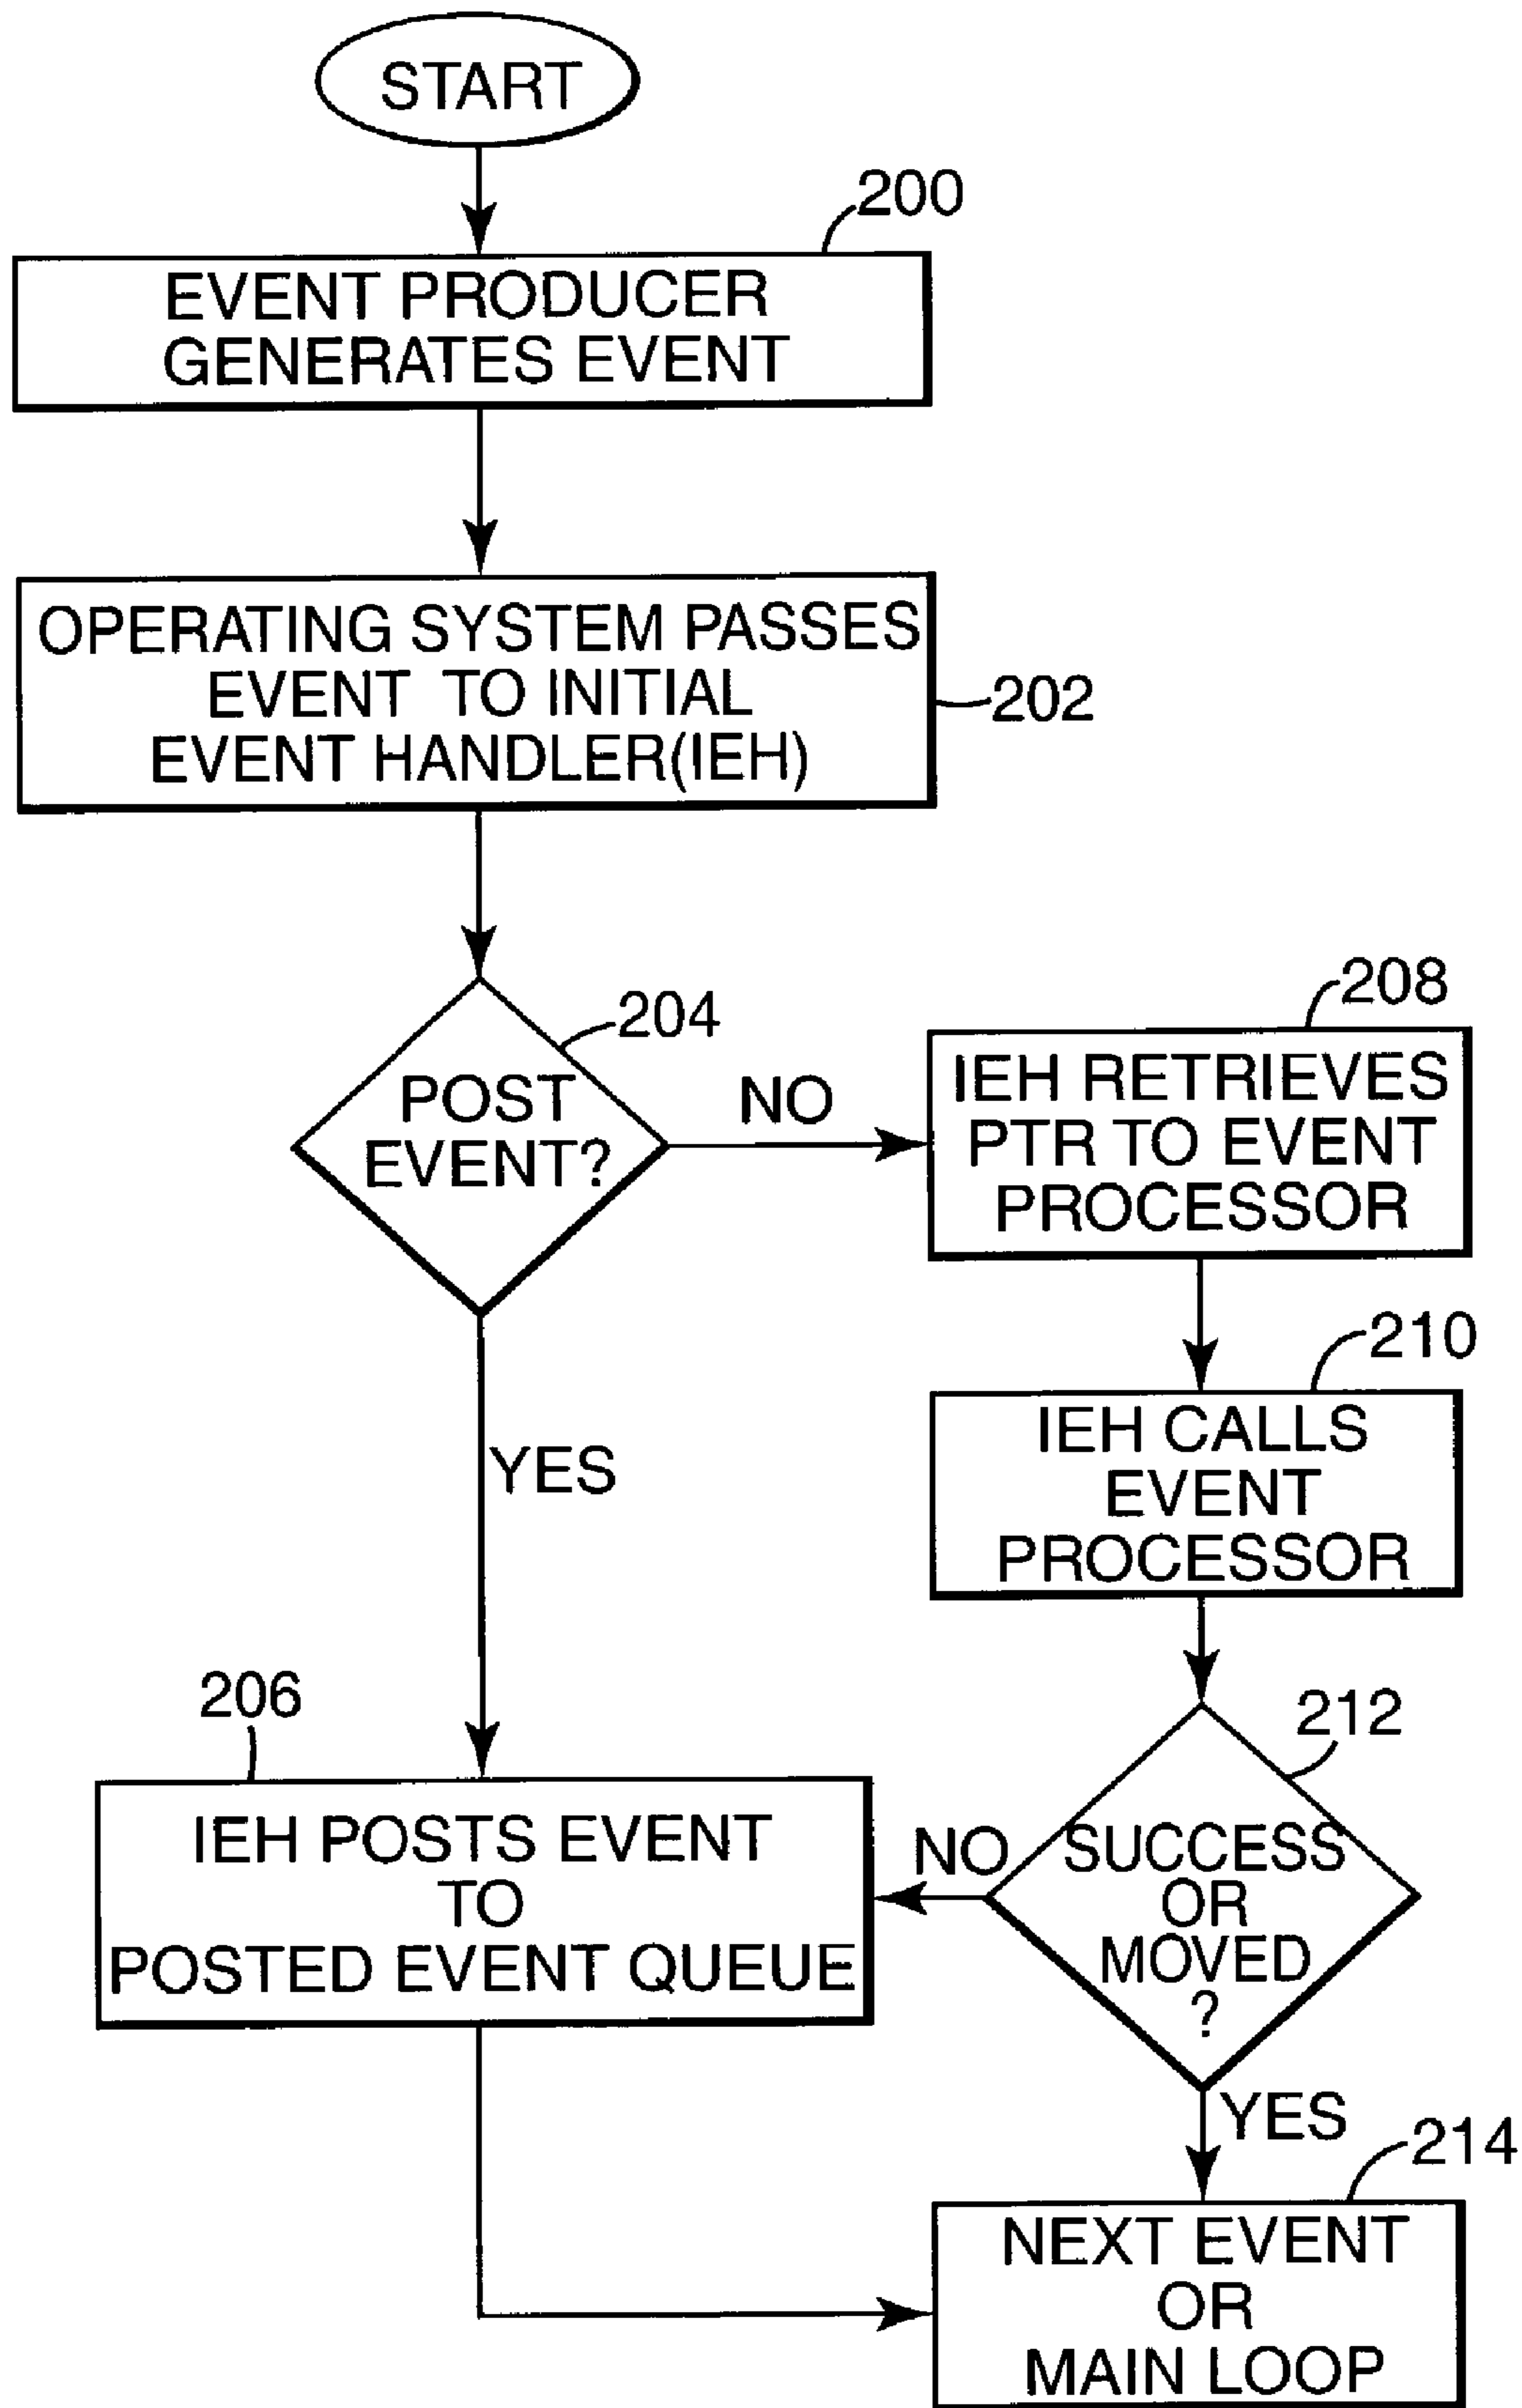 START
200
EVENT PRODUCER
GENERATES EVENT
OPERATING SYSTEM PASSES
EVENT TO INITIAL
EVENT HANDLER(IEH)
202
204
POST
EVENT?
NO
208
IEH RETRIEVES
PTR TO EVENT
PROCESSOR
210
IEH CALLS
EVENT
PROCESSOR
YES
206
IEH POSTS EVENT
TO
POSTED EVENT QUEUE
NO
212
SUCCESS
OR
MOVED
?
YES
214
NEXT EVENT
OR
MAIN LOOP